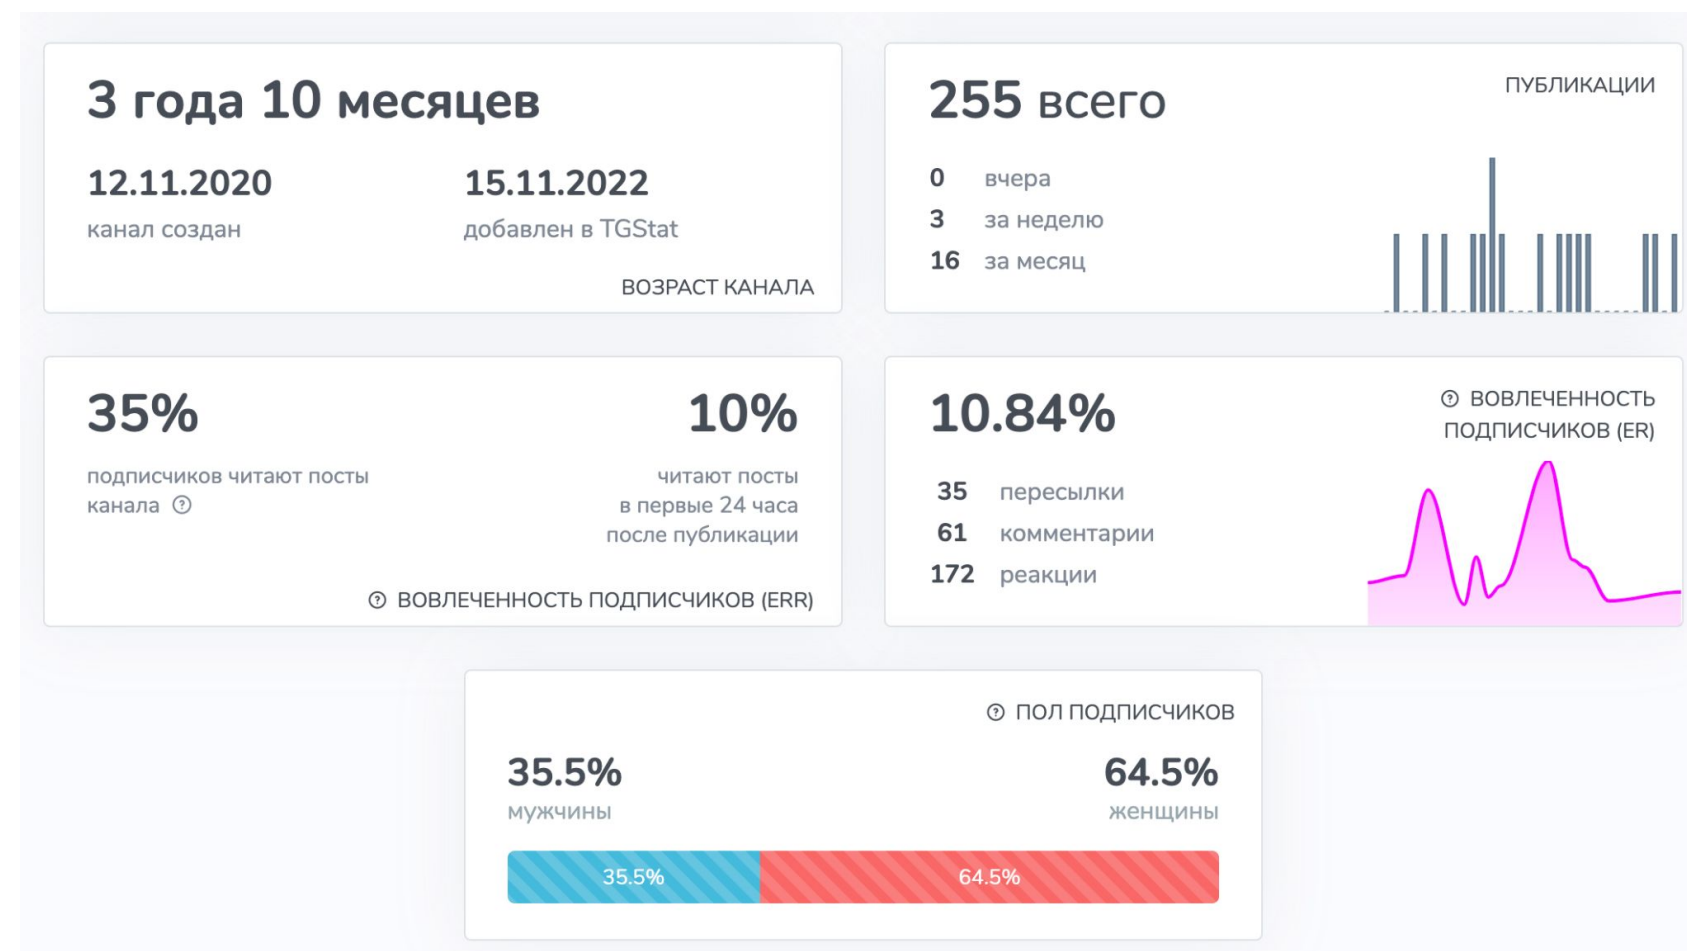 3 года 10 месяцев
12.11.2020
канал создан
15.11.2022
добавлен в TGStat
ВОЗРАСТ КАНАЛА
255 всего
ПУБЛИКАЦИИ
0 вчера
3 за неделю
16 за месяц
35%
подписчиков читают посты
канала
10%
читают посты
в первые 24 часа
после публикации
ВОВЛЕЧЕННОСТЬ ПОДПИСЧИКОВ (ERR)
10.84%
ВОВЛЕЧЕННОСТЬ
ПОДПИСЧИКОВ (ER)
35 пересылки
61 комментарии
172 реакции
ПОЛ ПОДПИСЧИКОВ
35.5%
мужчины
64.5%
женщины
35.5%
64.5%